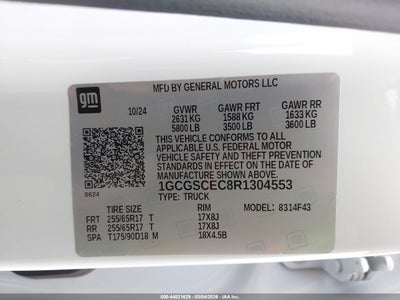 gm
MFD BY GENERAL MOTORS LLC
10/24 GVWR GAWR FRT GAWR RR
2631 KG 1588 KG 1633 KG
5800 LB 3500 LB 3600 LB
THIS VEHICLE CONFORMS TO ALL
APPLICABLE U.S. FEDERAL MOTOR
VEHICLE SAFETY AND THEFT
PREVENTION STANDARDS IN EFFECT
ON THE DATE OF MANUFACTURE
SHOWN ABOVE.
8624
1GCGSCEC8R1304553
TYPE: TRUCK
TIRE SIZE RIM MODEL: 8314F43
FRT 255/65R17 T 17X8J
RR 255/65R17 T 17X8J
SPA T175/90D18 M 18X4.5B